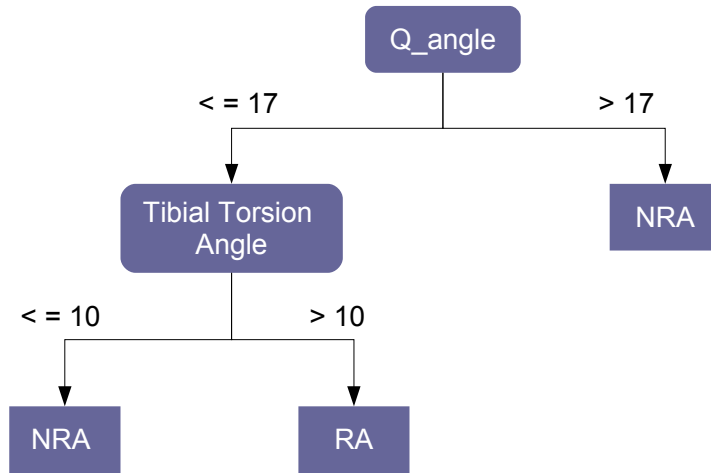 Q_angle
< = 17
> 17
Tibial Torsion
Angle
NRA
< = 10
> 10
NRA
RA